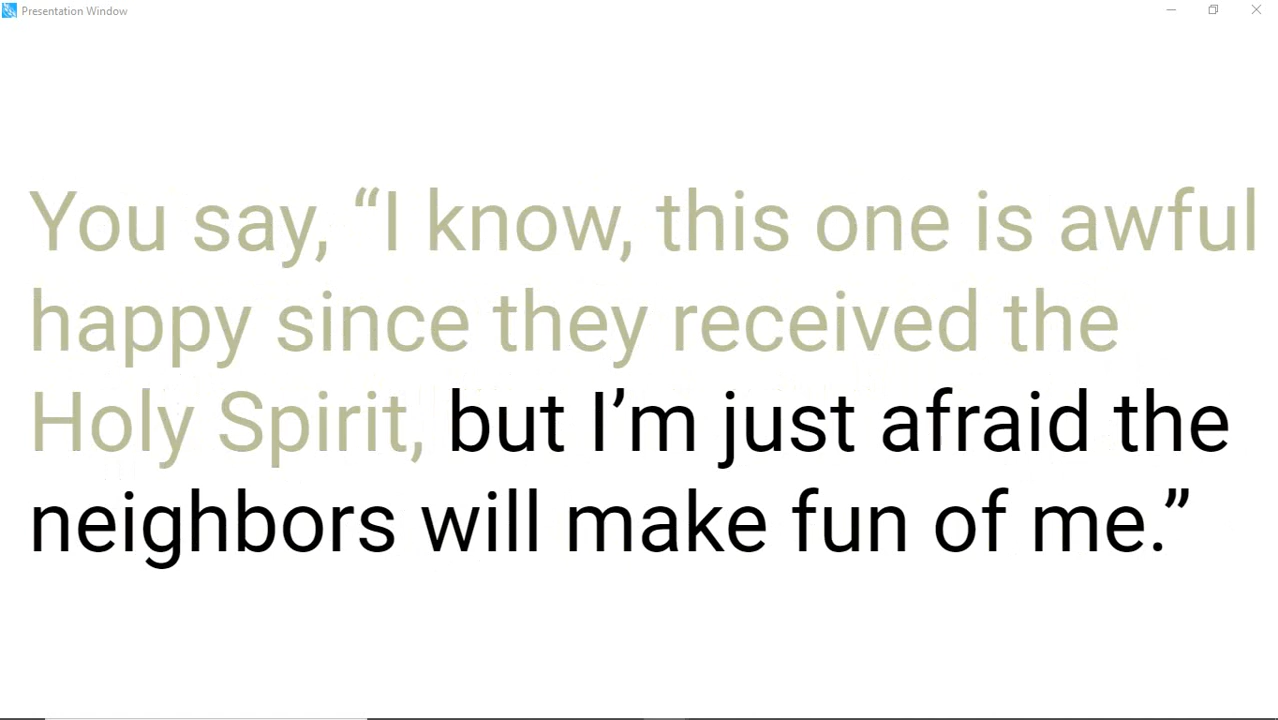 Presentation Window
You say, “I know, this one is awful
happy since they received the
Holy Spirit, but I’m just afraid the
neighbors will make fun of me.”